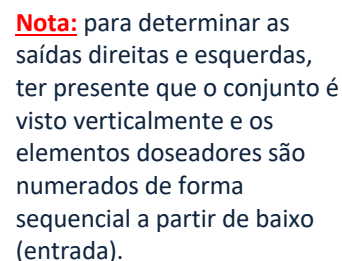 Nota: para determinar as
saídas direitas e esquerdas,
ter presente que o conjunto é
visto verticalmente e os
elementos doseadores são
numerados de forma
sequencial a partir de baixo
(entrada).